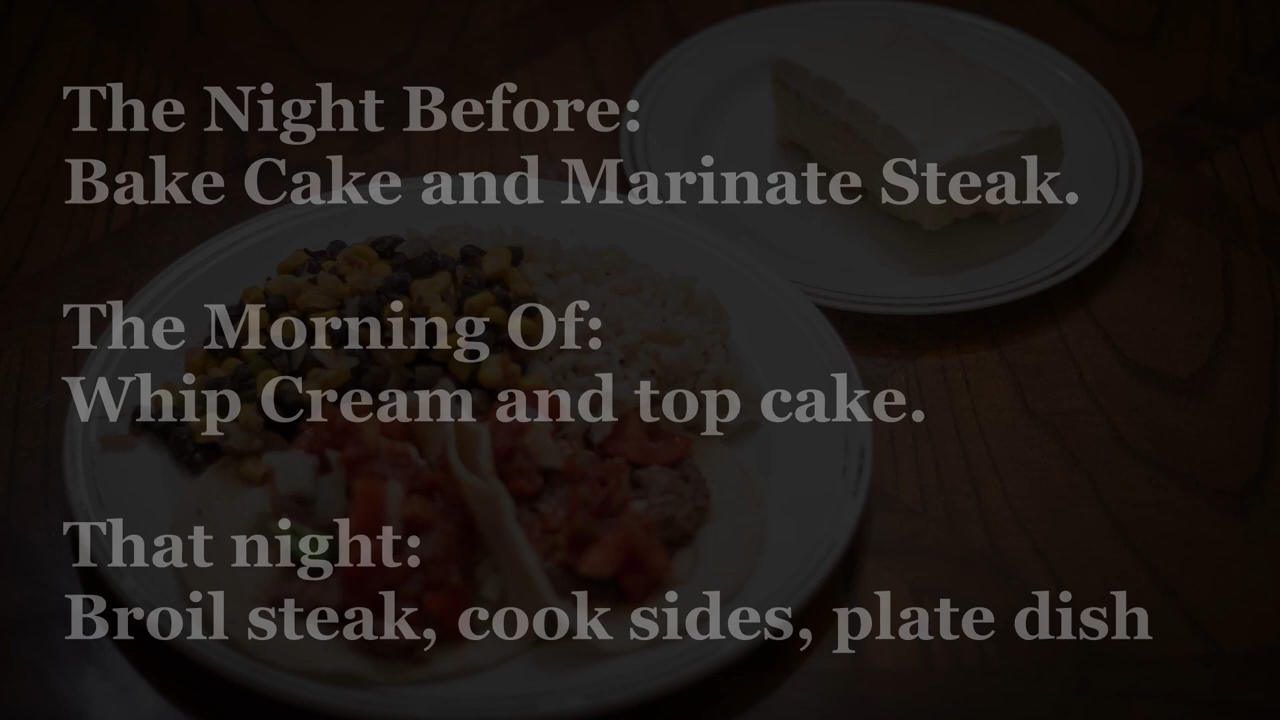 The Night Before:
Bake Cake and Marinate Steak.
The Morning Of:
Whip Cream and top cake.
That night:
Broil steak, cook sides, plate dish